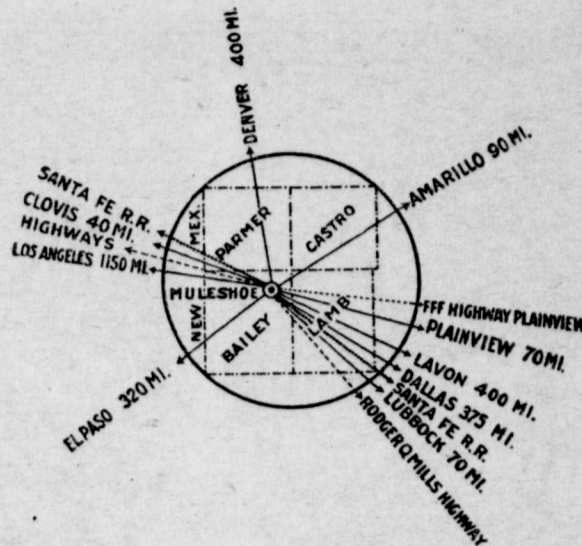 DENVER 400 MI.
AMARILLO 90 MI.
SANTA FE R.R.
CLOVIS 40 MI.
HIGHWAYS
LOS ANGELES 1150 MI.
NEW MEX.
PARMER
CASTRO
MULESHOE
BAILEY
LAMB
FFF HIGHWAY PLAINVIEW
PLAINVIEW 70 MI.
LAVON 400 MI.
DALLAS 375 MI.
SANTA FE R.R.
LUBBOCK 70 MI.
RODGER Q MILLS HIGHWAY
EL PASO 320 MI.